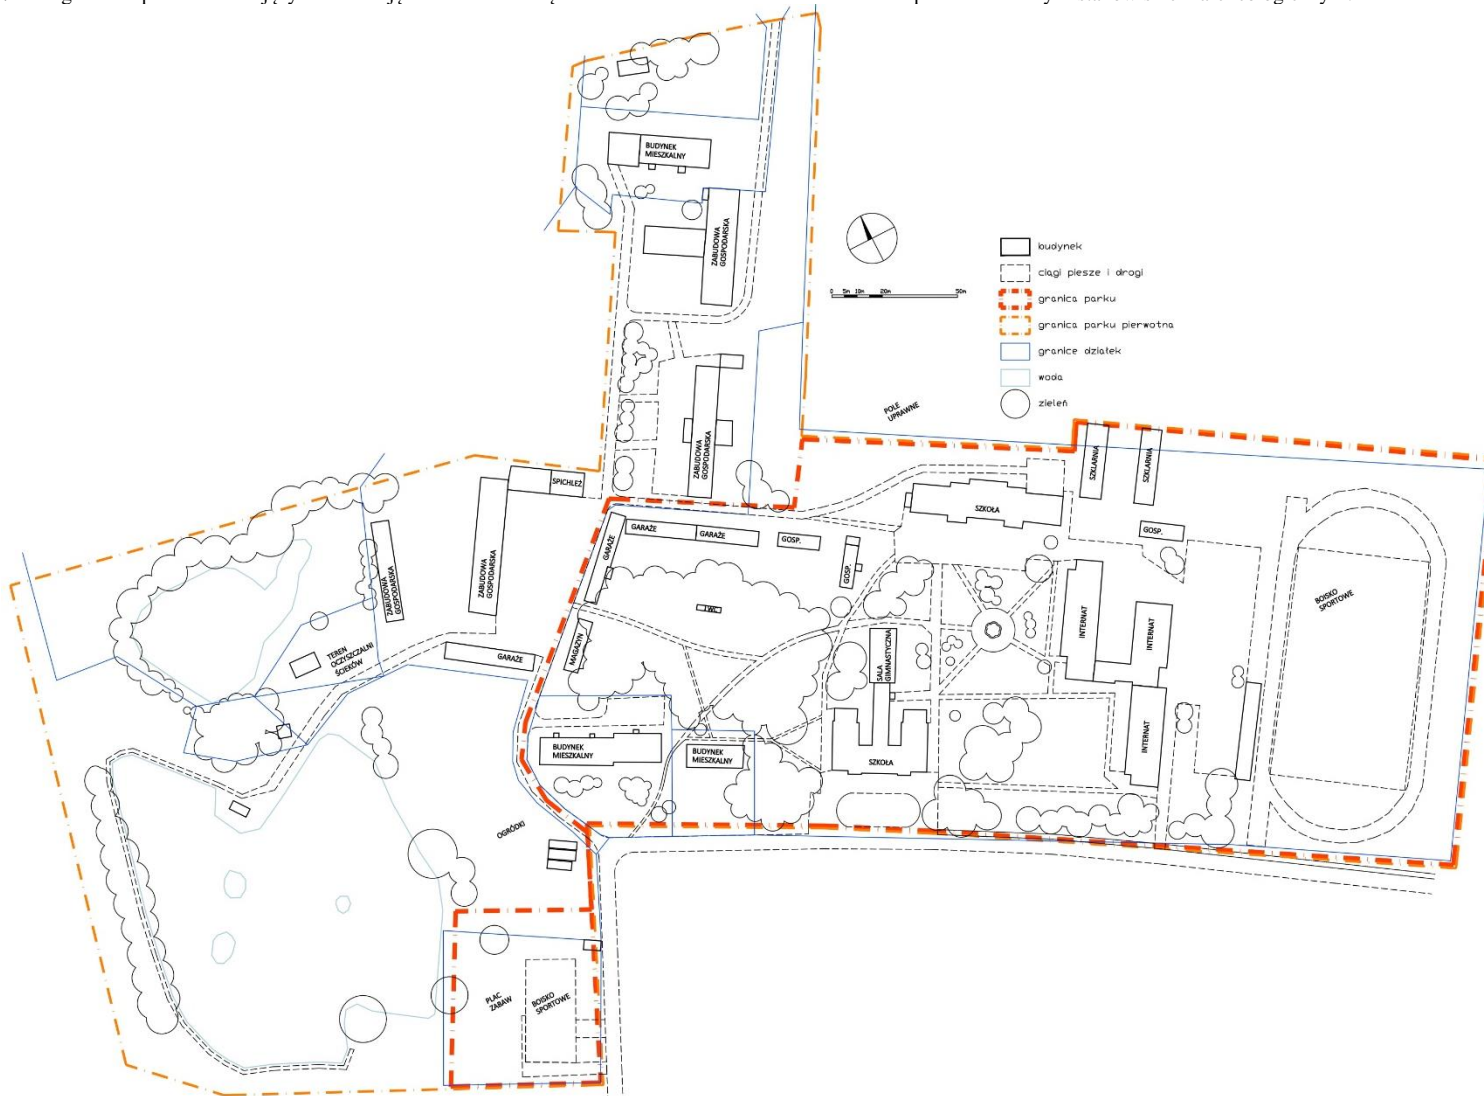 BUDYNEK
MIESZKALNY
ZABUDOWA
GOSPODARSKA
0 5m 10m 20m 50m
budynek
ciągi piesze i drogi
granica parku
granica parku pierwotna
granice działek
woda
zieleń
POLE
UPRAWNE
ZABUDOWA
GOSPODARSKA
SPICHLEŻ
SZKLARNIA
SZKLARNIA
SZKOŁA
GARAŻE
GARAŻE
GARAŻE
GOSP.
GOSP.
GOSP.
ZABUDOWA
GOSPODARSKA
ZABUDOWA
GOSPODARSKA
WC
BOISKO
SPORTOWE
INTERNAT
INTERNAT
TEREN
OCZYSZCZALNI
ŚCIEKÓW
GARAŻE
MAGAZYN
SALA
GIMNASTYCZNA
BUDYNEK
MIESZKALNY
BUDYNEK
MIESZKALNY
SZKOŁA
INTERNAT
OGRÓDKI
PLAC
ZABAW
BOISKO
SPORTOWE